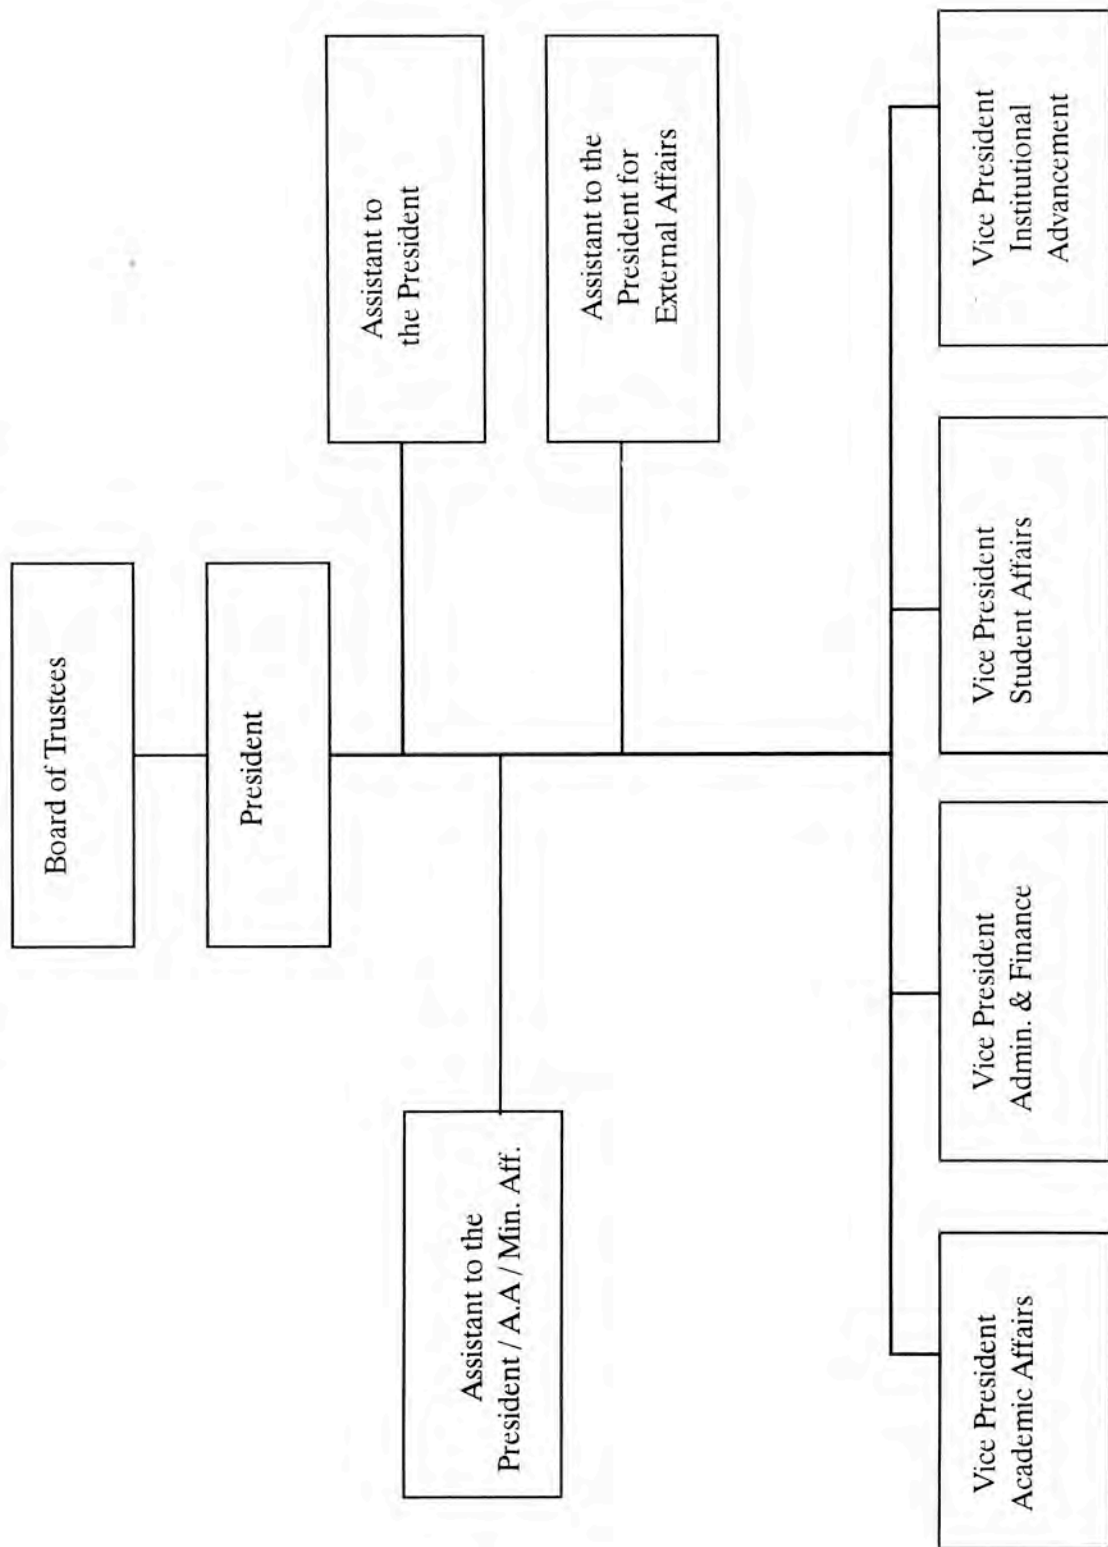 Board of Trustees
President
Assistant to
the President
Assistant to the
President / A.A / Min. Aff.
Assistant to the
President for
External Affairs
Vice President
Academic Affairs
Vice President
Admin. & Finance
Vice President
Student Affairs
Vice President
Institutional
Advancement